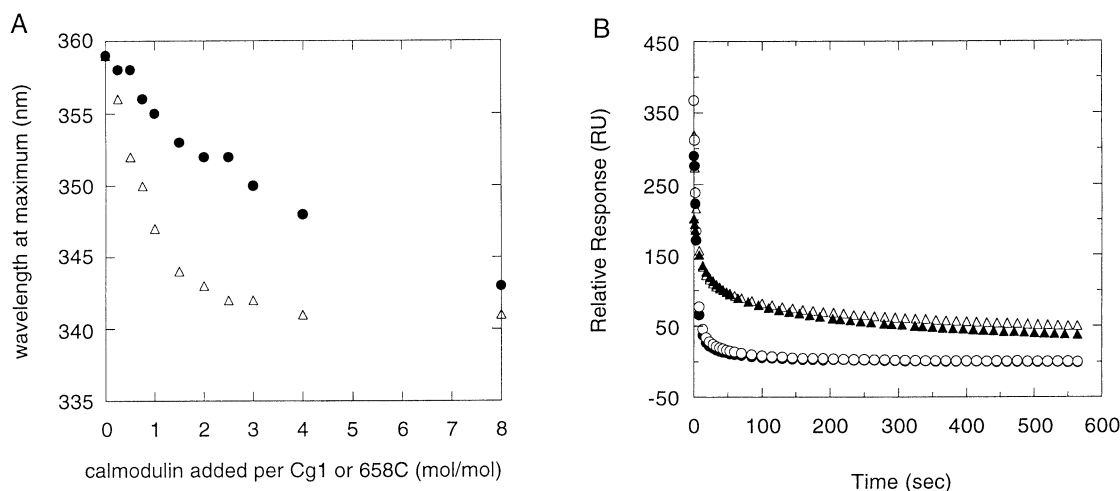 A
360
355
350
345
340
335
wavelength at maximum (nm)
0 1 2 3 4 5 6 7 8
calmodulin added per Cg1 or 658C (mol/mol)
B
450
350
250
150
50
-50
Relative Response (RU)
0 100 200 300 400 500 600
Time (sec)